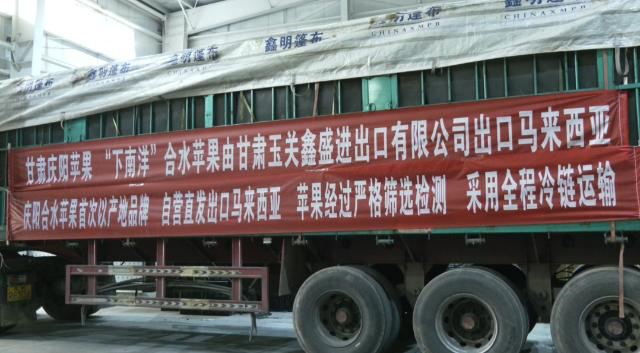 鑫明篷布
CHINAXMPB
鑫明篷布
CHINAXMPB
鑫明篷布
CHINAXMPB
甘肃庆阳苹果 “下南洋” 合水苹果由甘肃玉关鑫盛进出口有限公司出口马来西亚
庆阳合水苹果首次以产地品牌 自营直发出口马来西亚 苹果经过严格筛选检测 采用全程冷链运输